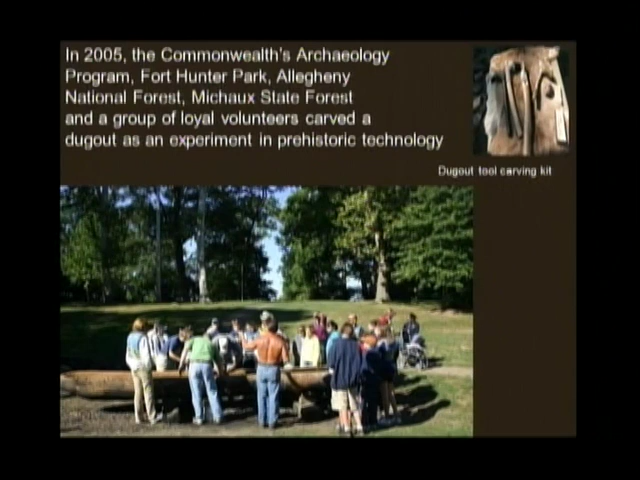 In 2005, the Commonwealth's Archaeology
Program, Fort Hunter Park, Allegheny
National Forest, Michaux State Forest
and a group of loyal volunteers carved a
dugout as an experiment in prehistoric technology
Dugout tool carving kit